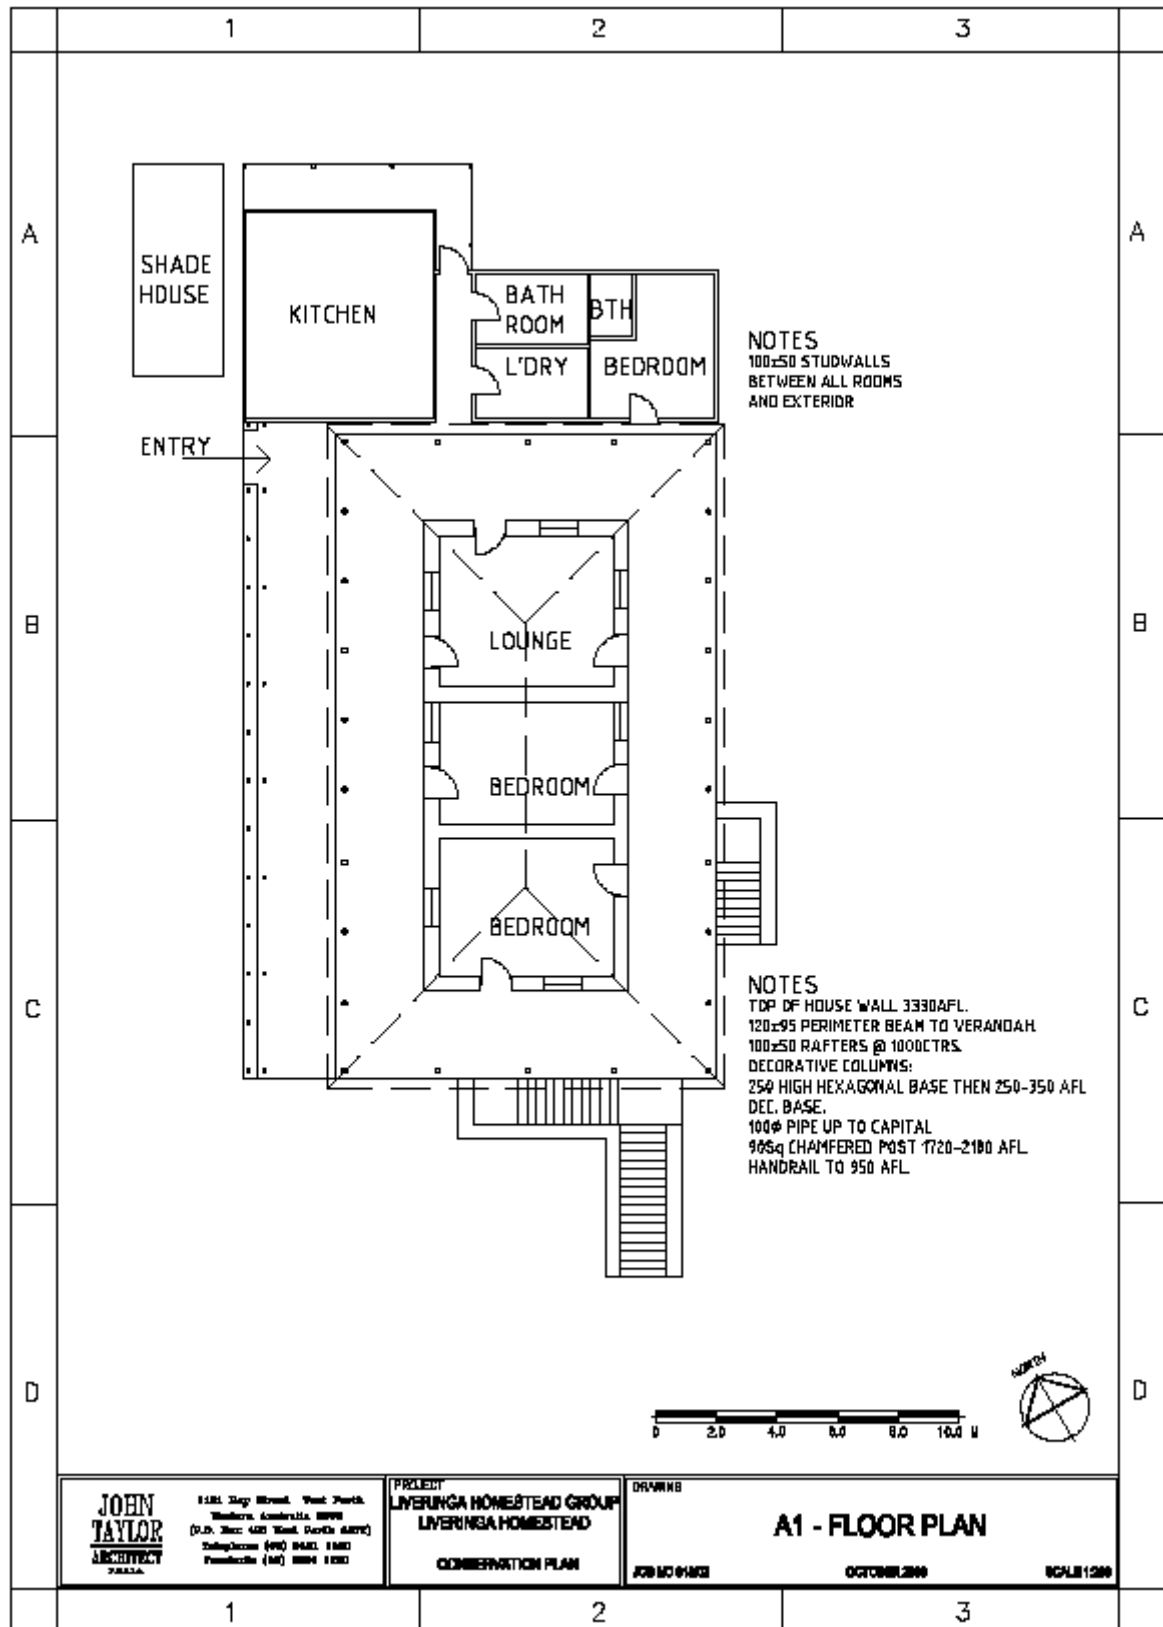 1 2 3
A A
SHADE
HOUSE
KITCHEN
BATH
ROOM
BTH
L'DRY
BEDROOM
NOTES
100x50 STUDWALLS
BETWEEN ALL ROOMS
AND EXTERIOR
ENTRY
B B
LOUNGE
BEDROOM
BEDROOM
C C
NOTES
TOP OF HOUSE WALL 3330AFL.
120x95 PERIMETER BEAM TO VERANDAH
100x50 RAFTERS @ 1000CTRS.
DECORATIVE COLUMNS:
250 HIGH HEXAGONAL BASE THEN 250-350 AFL
DEC. BASE.
100Ø PIPE UP TO CAPITAL
CHAMFERED POST 1720-2180 AFL
HANDRAIL TO 950 AFL
NORTH
D D
0 2.0 4.0 6.0 8.0 10.0 M
JOHN
TAYLOR
ARCHITECT
PROJECT
LIVERINGA HOMESTEAD GROUP
LIVERINGA HOMESTEAD
CONSERVATION PLAN
DRAWING
A1 - FLOOR PLAN
1 2 3